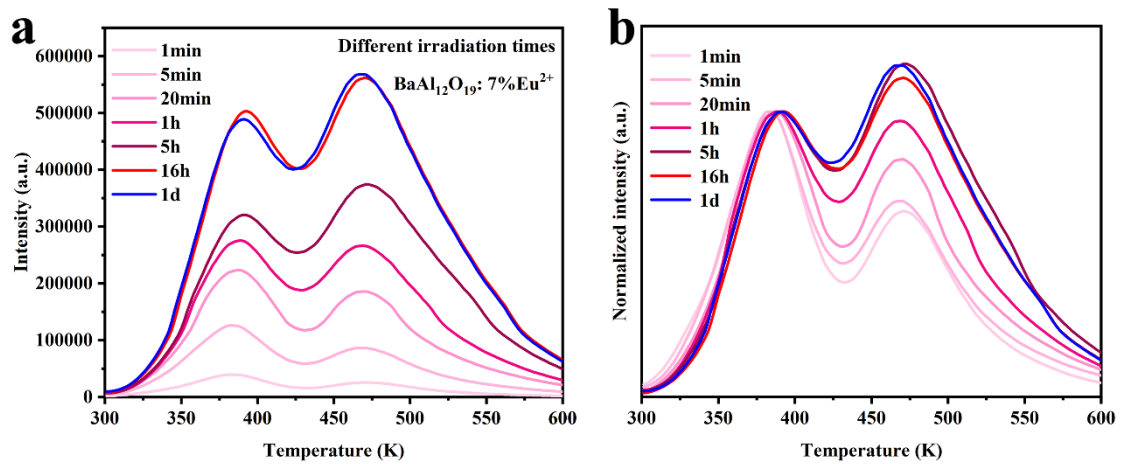 a
Different irradiation times
BaAl₁₂O₁₉: 7%Eu²⁺
1min
5min
20min
1h
5h
16h
1d
600000
500000
400000
300000
200000
100000
0
Intensity (a.u.)
300 350 400 450 500 550 600
Temperature (K)
b
1min
5min
20min
1h
5h
16h
1d
Normalized intensity (a.u.)
300 350 400 450 500 550 600
Temperature (K)